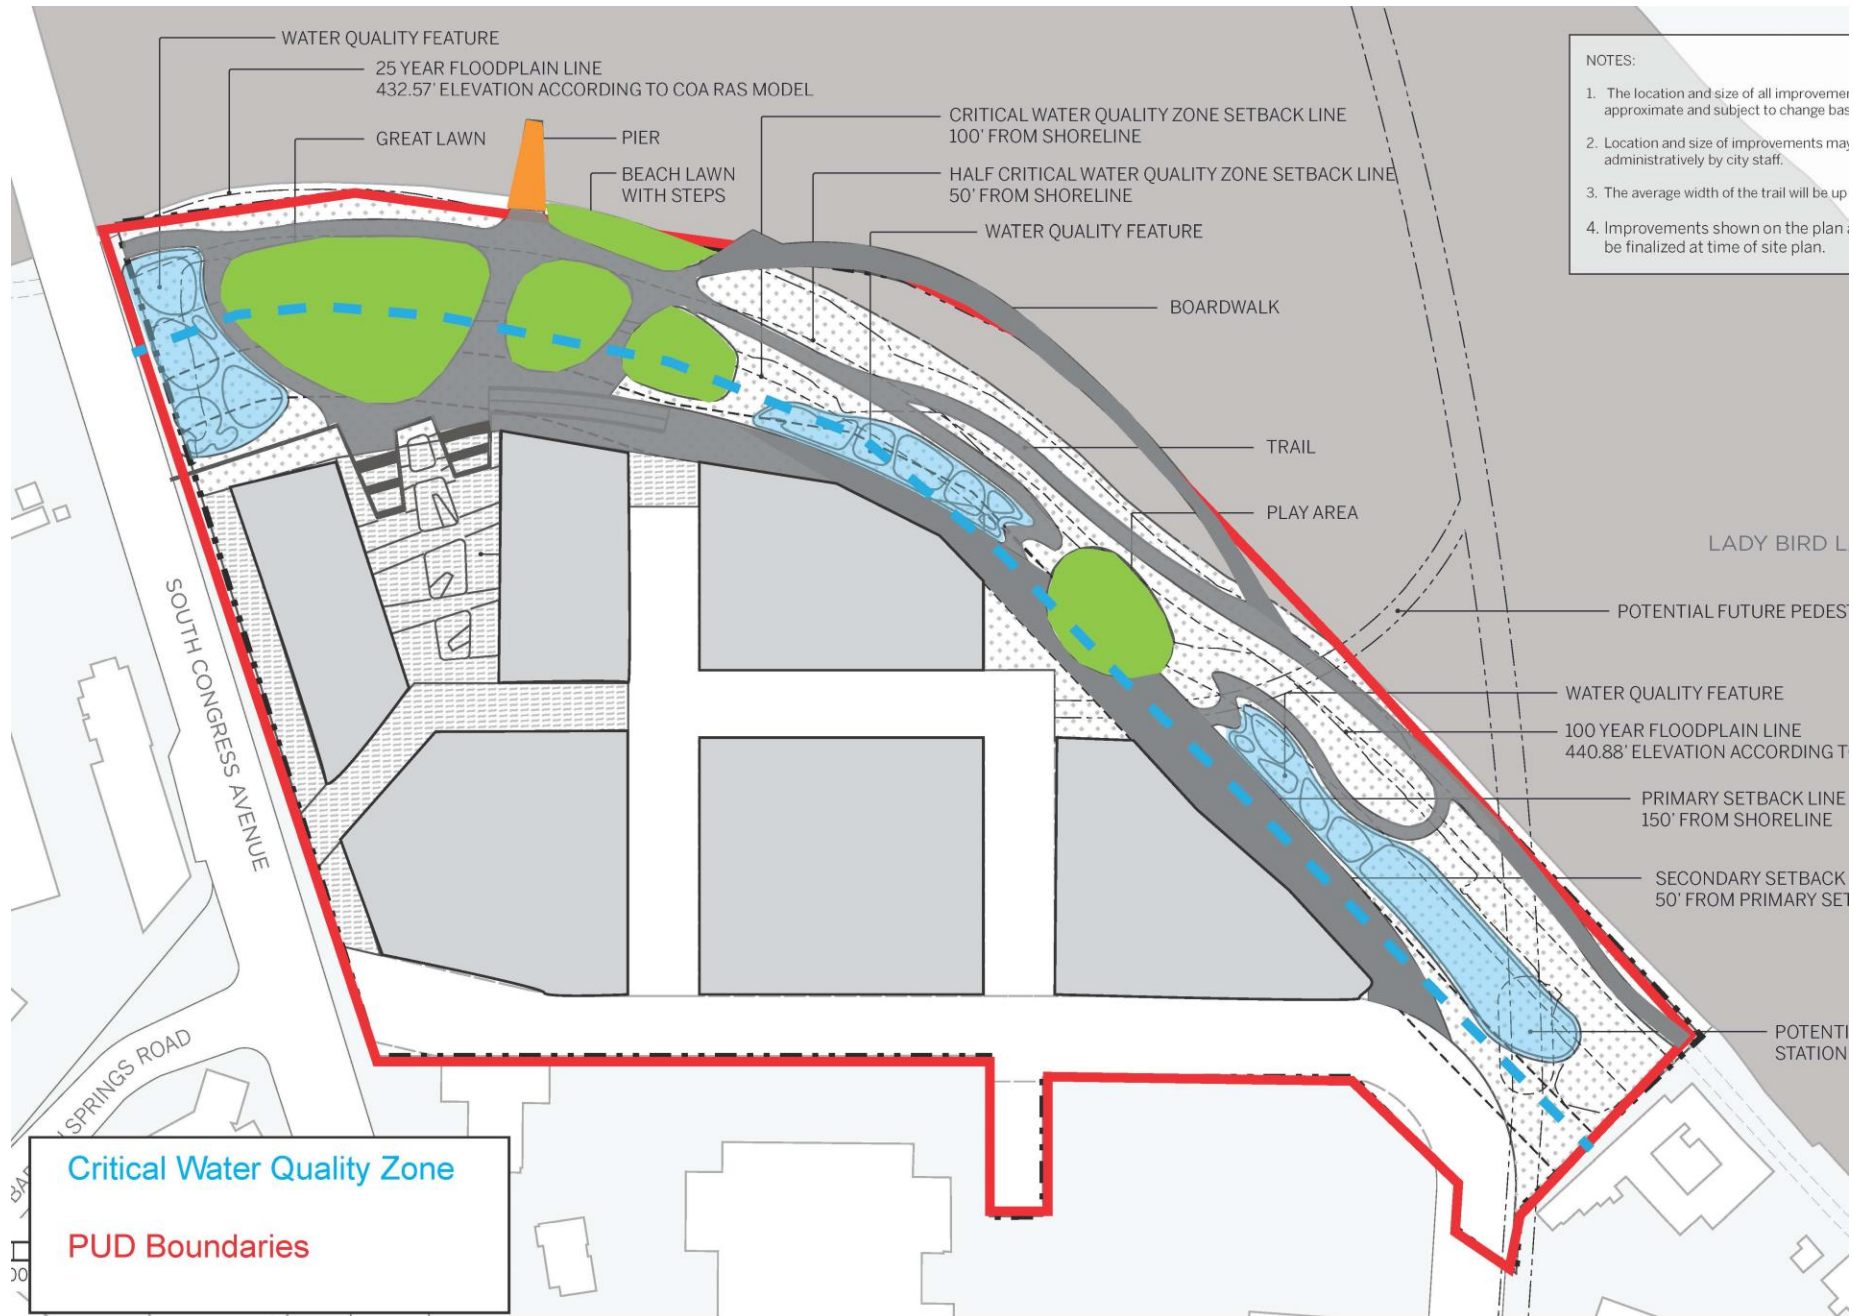 WATER QUALITY FEATURE
25 YEAR FLOODPLAIN LINE
432.57' ELEVATION ACCORDING TO COA RAS MODEL
GREAT LAWN
PIER
BEACH LAWN
WITH STEPS
CRITICAL WATER QUALITY ZONE SETBACK LINE
100' FROM SHORELINE
HALF CRITICAL WATER QUALITY ZONE SETBACK LINE
50' FROM SHORELINE
WATER QUALITY FEATURE
NOTES:
1. The location and size of all
approximate and subject to change
2. Location and size of improvements may
administratively by city staff.
3. The average width of the trail will be up
4. Improvements shown on the plan
be finalized at time of site plan.
BOARDWALK
TRAIL
PLAY AREA
LADY BIRD
POTENTIAL FUTURE
WATER QUALITY FEATURE
100 YEAR FLOODPLAIN LINE
440.88' ELEVATION ACCORDING
PRIMARY SETBACK LINE
150' FROM SHORELINE
SECONDARY SETBACK
50' FROM PRIMARY
STATION
SOUTH CONGRESS AVENUE
SPRINGS ROAD
Critical Water Quality Zone
PUD Boundaries